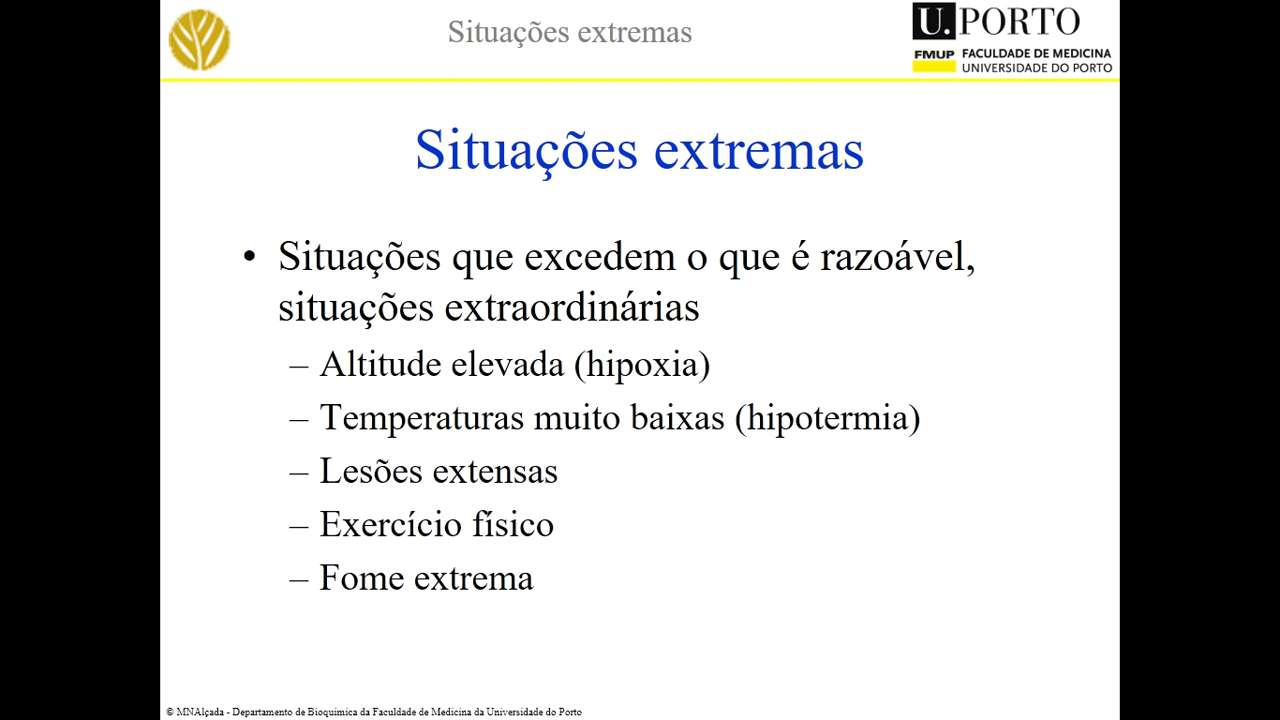 Situações extremas
U.PORTO
FMUP FACULDADE DE MEDICINA
UNIVERSIDADE DO PORTO
Situações extremas
• Situações que excedem o que é razoável,
situações extraordinárias
– Altitude elevada (hipoxia)
– Temperaturas muito baixas (hipotermia)
– Lesões extensas
– Exercício físico
– Fome extrema
© MNAlçada - Departamento de Bioquímica da Faculdade de Medicina da Universidade do Porto